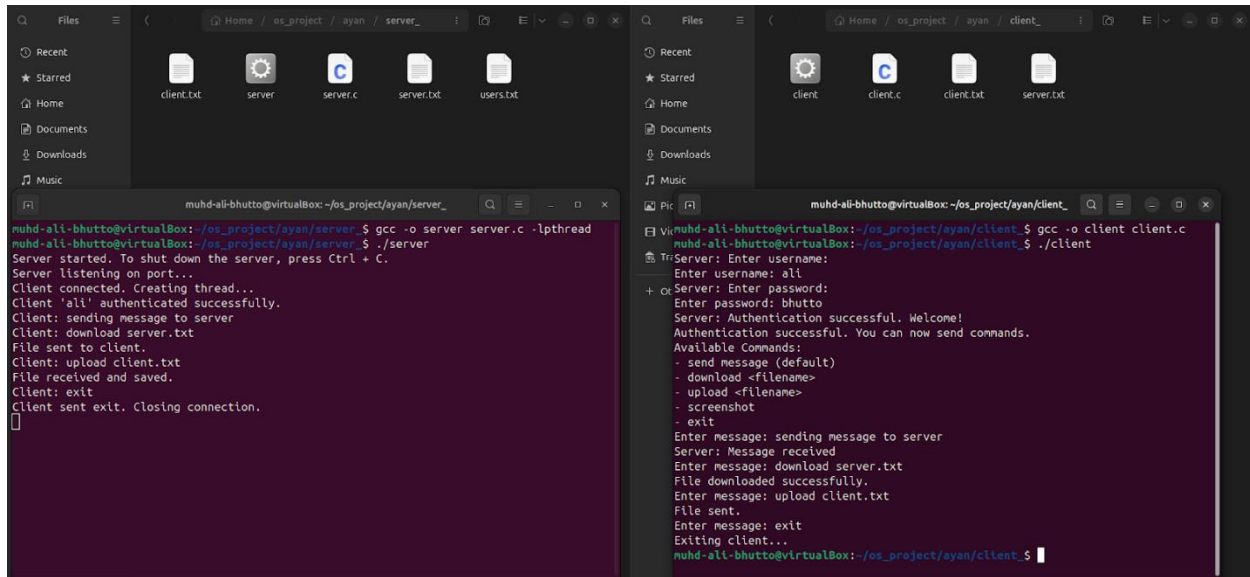 Files
Home / os_project / ayan / server_
Recent
Starred
Home
Documents
Downloads
Music
client.txt
server
server.c
server.txt
users.txt
muhd-ali-bhutto@virtualBox: ~/os_project/ayan/server_
muhd-ali-bhutto@virtualBox:~/os_project/ayan/server_$ gcc -o server server.c -lpthread
muhd-ali-bhutto@virtualBox:~/os_project/ayan/server_$ ./server
Server started. To shut down the server, press Ctrl + C.
Server listening on port...
Client connected. Creating thread...
Client 'ali' authenticated successfully.
Client: sending message to server
Client: download server.txt
File sent to client.
Client: upload client.txt
File received and saved.
Client: exit
Client sent exit. Closing connection.
Files
Home / os_project / ayan / client_
Recent
Starred
Home
Documents
Downloads
Music
Pic
Vi
Tra
+ Ot
client
client.c
client.txt
server.txt
muhd-ali-bhutto@virtualBox: ~/os_project/ayan/client_
muhd-ali-bhutto@virtualBox:~/os_project/ayan/client_$ gcc -o client client.c
muhd-ali-bhutto@virtualBox:~/os_project/ayan/client_$ ./client
Server: Enter username:
Enter username: ali
Server: Enter password:
Enter password: bhutto
Server: Authentication successful. Welcome!
Authentication successful. You can now send commands.
Available Commands:
- send message (default)
- download <filename>
- upload <filename>
- screenshot
- exit
Enter message: sending message to server
Server: Message received
Enter message: download server.txt
File downloaded successfully.
Enter message: upload client.txt
File sent.
Enter message: exit
Exiting client...
muhd-ali-bhutto@virtualBox:~/os_project/ayan/client_$